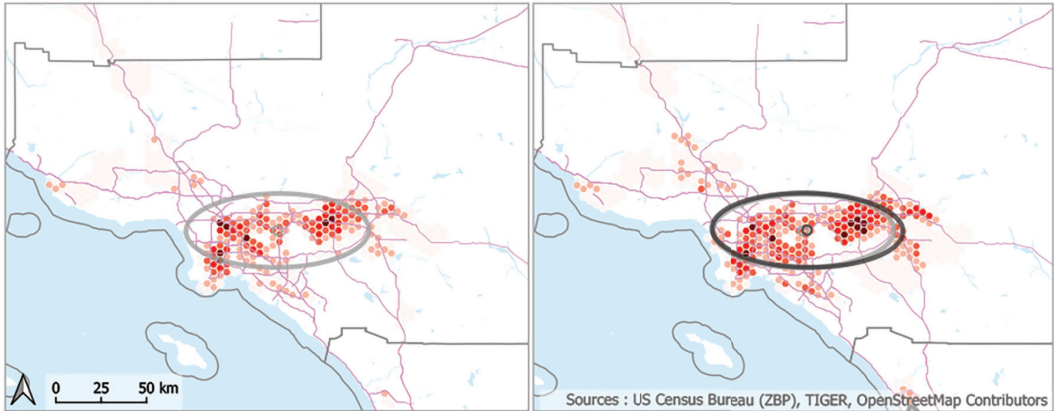 0 25 50 km
Sources : US Census Bureau (ZBP), TIGER, OpenStreetMap Contributors